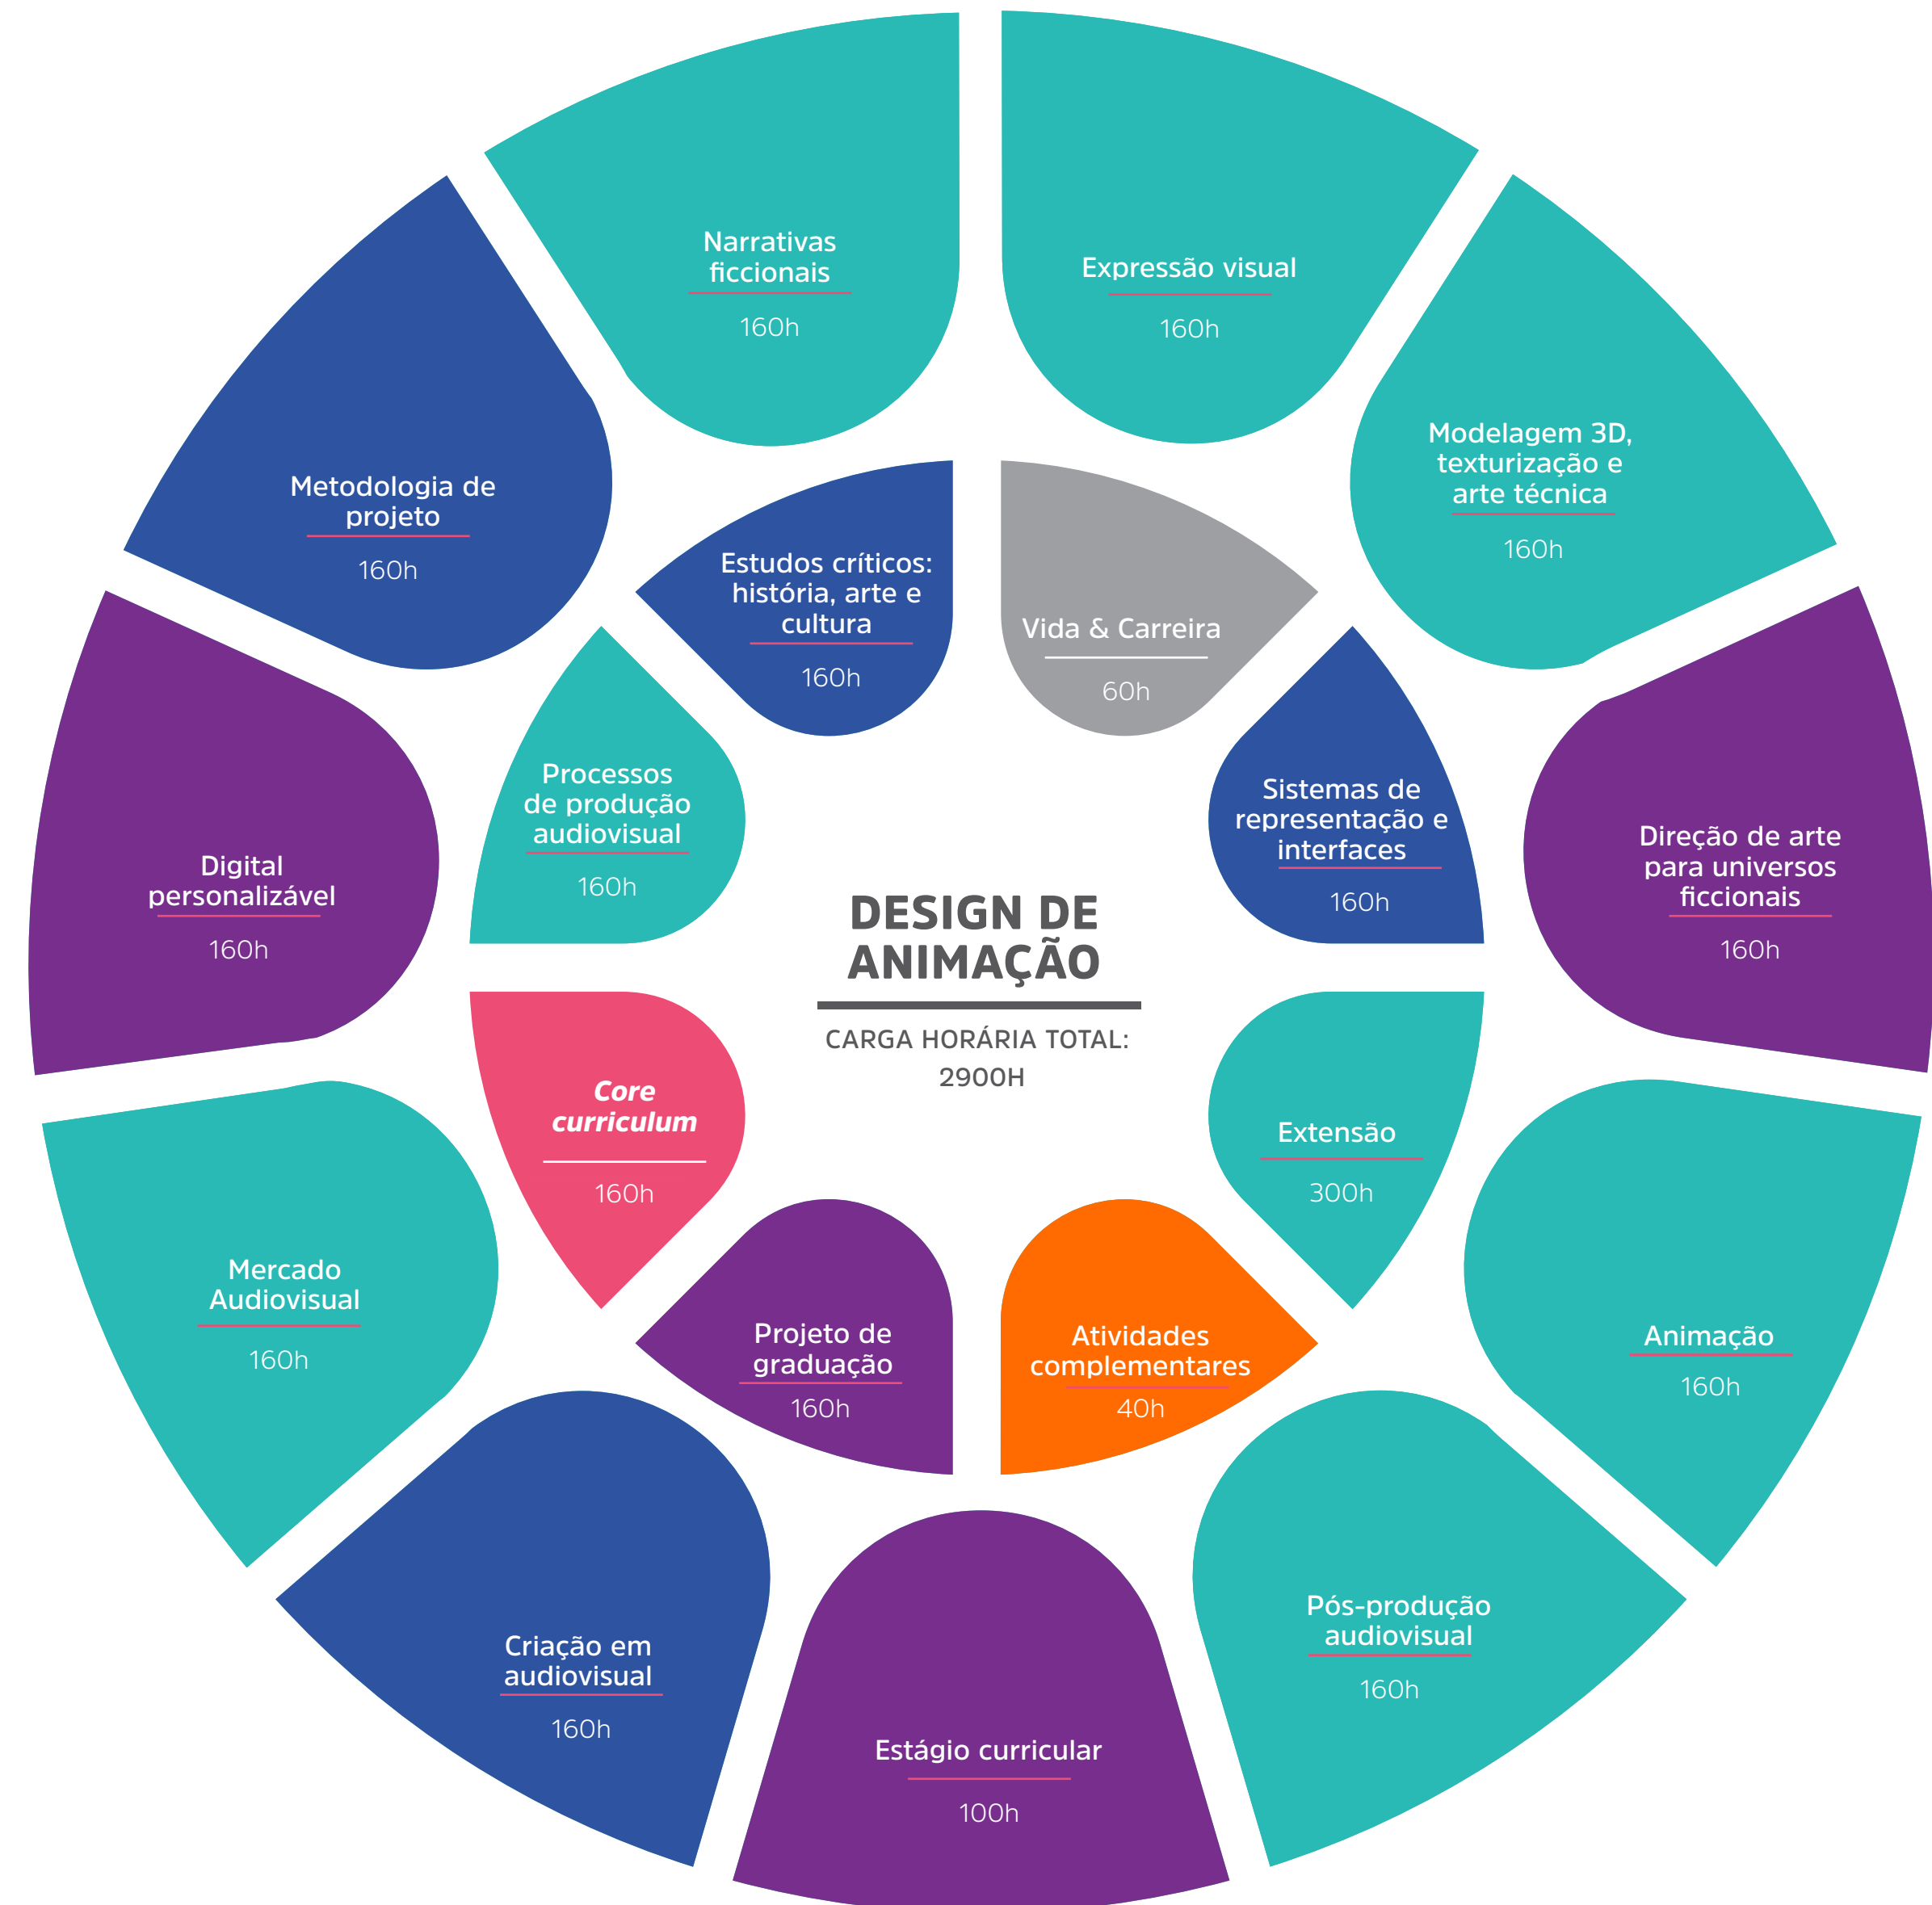 Narrativas
ficcionais
160h
Expressão visual
160h
Modelagem 3D,
texturização e
arte técnica
160h
Direção de arte
para universos
ficcionais
160h
Animação
160h
Pós-produção
audiovisual
160h
Estágio curricular
100h
Criação em
audiovisual
160h
Mercado
Audiovisual
160h
Digital
personalizável
160h
Metodologia de
projeto
160h
Estudos críticos:
história, arte e
cultura
160h
Vida & Carreira
60h
Sistemas de
representação e
interfaces
160h
Extensão
300h
Atividades
complementares
40h
Projeto de
graduação
160h
Core
curriculum
160h
Processos
de produção
audiovisual
160h
DESIGN DE
ANIMAÇÃO
CARGA HORÁRIA TOTAL:
2900H